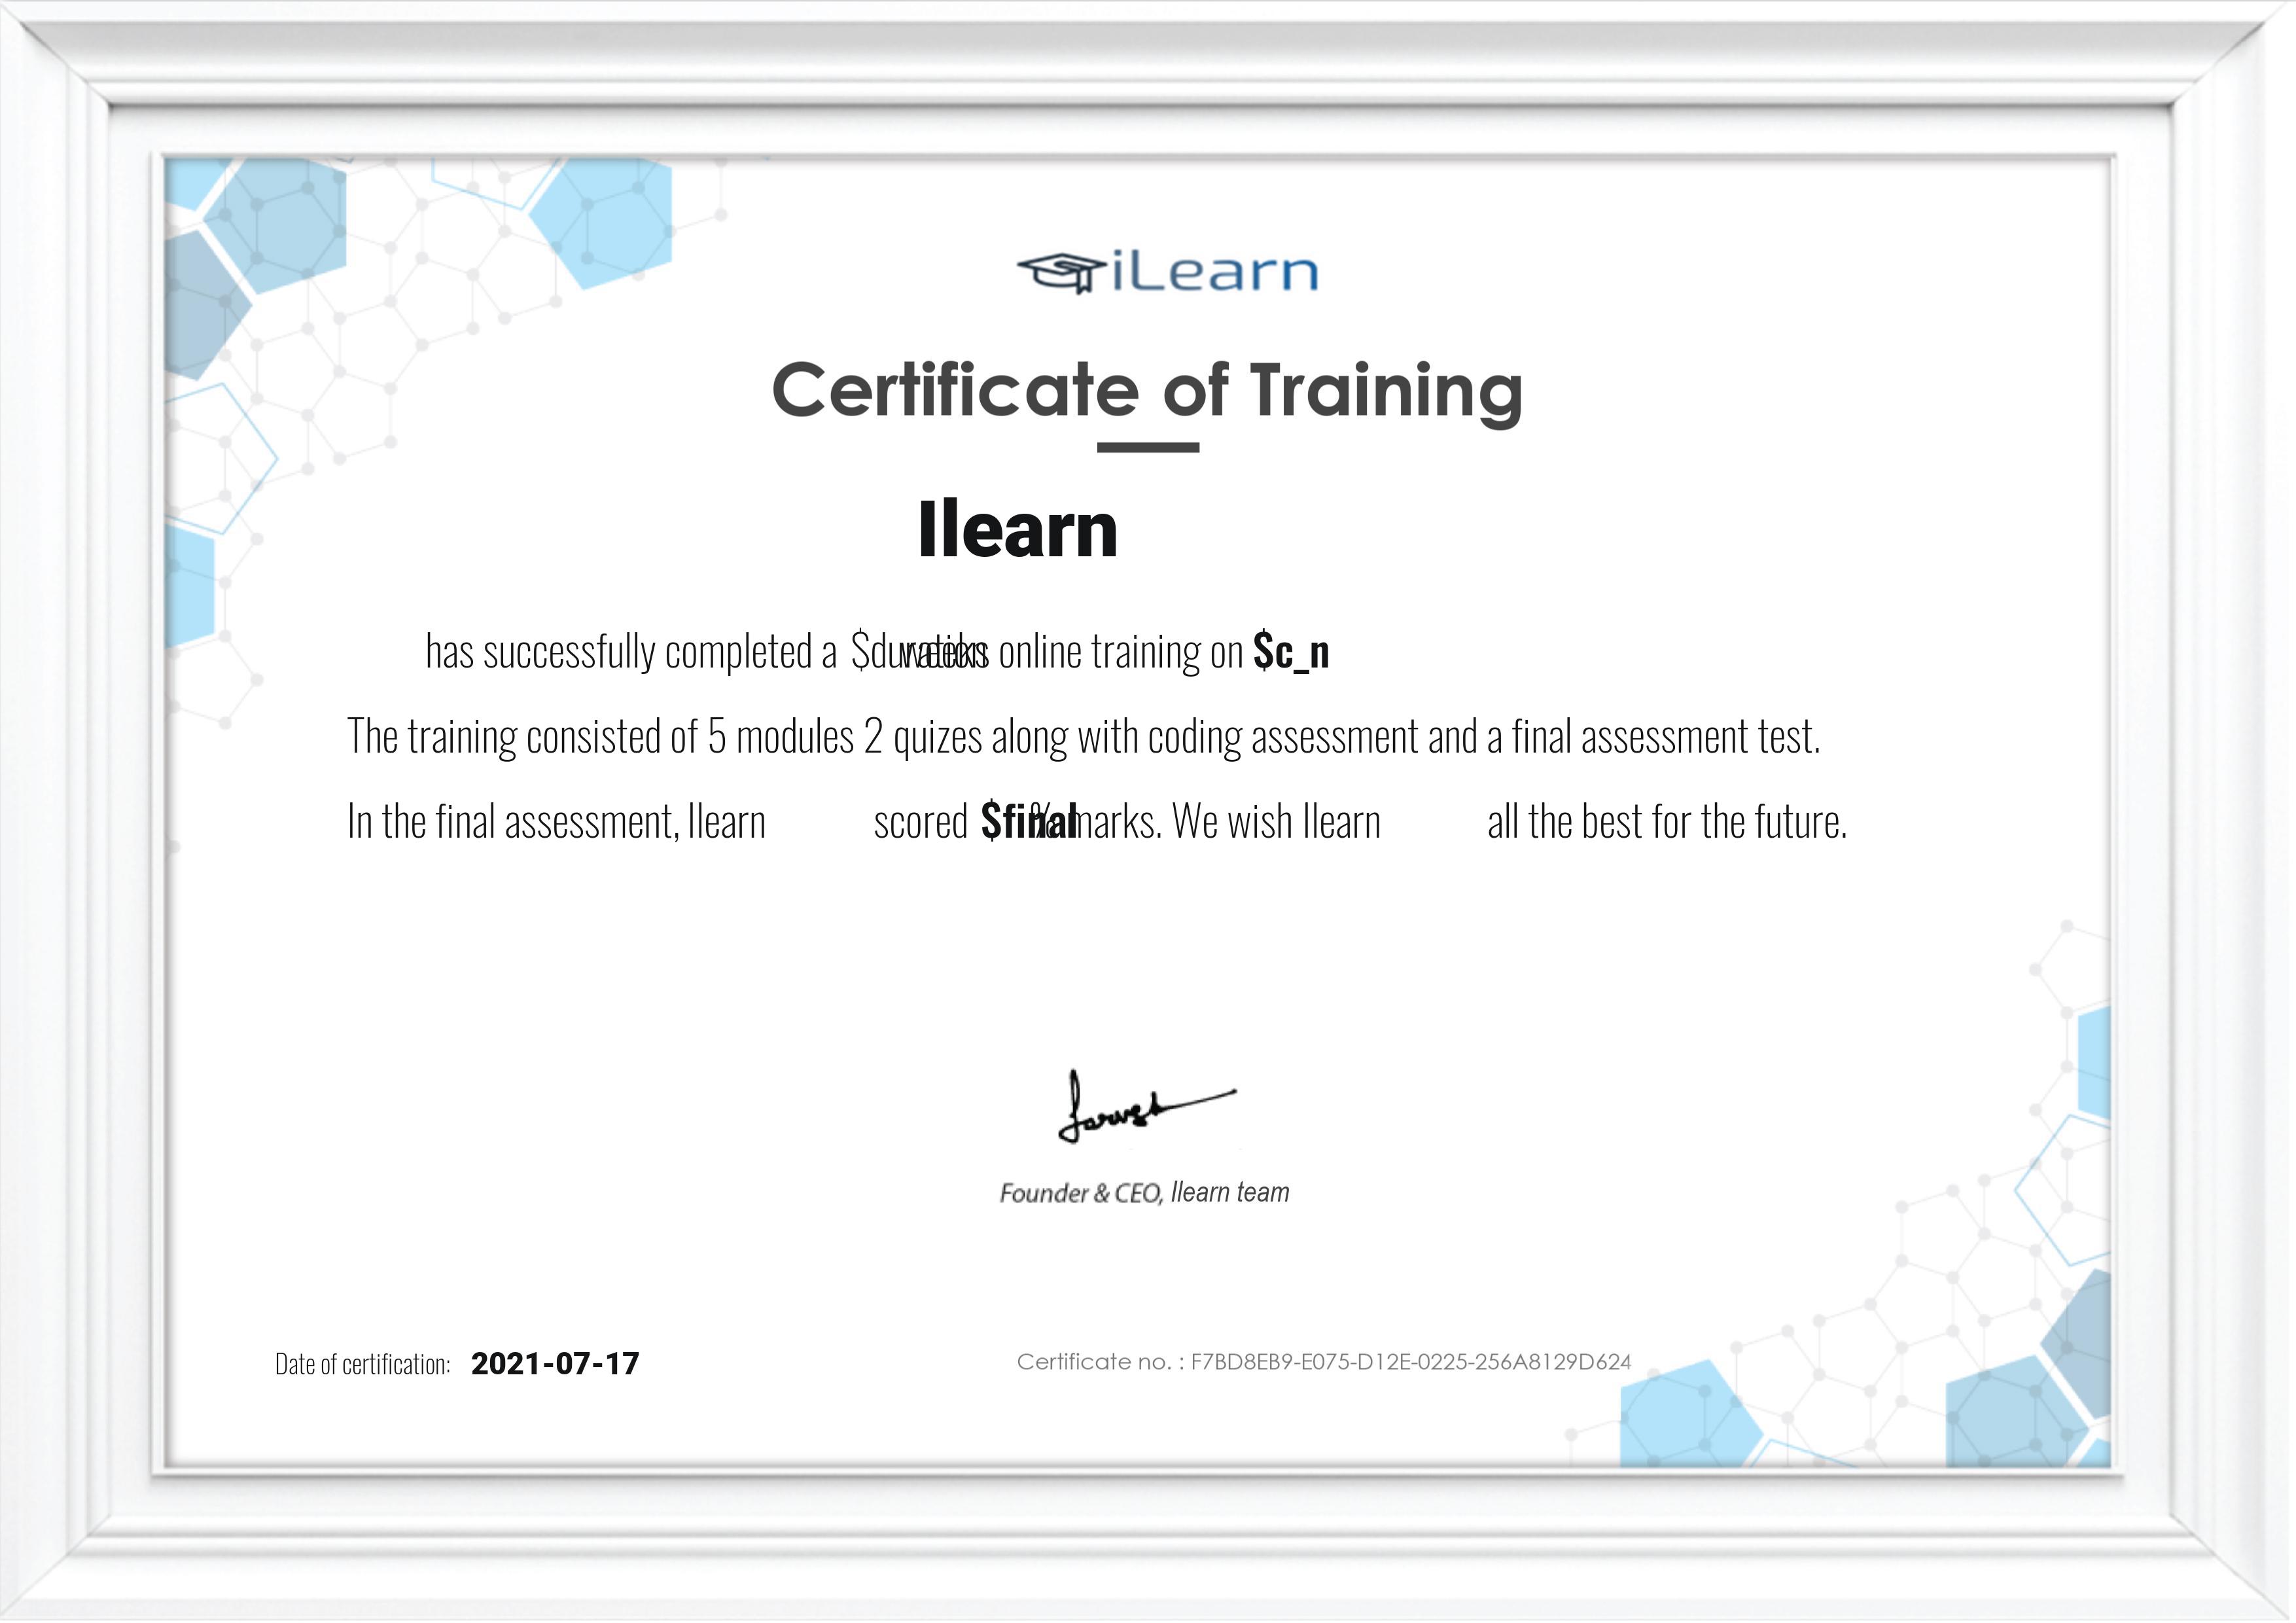 iLearn
Certificate of Training
Ilearn
has successfully completed a $duration weeks online training on $c_n
The training consisted of 5 modules 2 quizes along with coding assessment and a final assessment test.
In the final assessment, Ilearn scored $final % marks. We wish Ilearn all the best for the future.
Founder & CEO, Ilearn team
Date of certification: 2021-07-17
Certificate no. : F7BD8EB9-E075-D12E-0225-256A8129D624